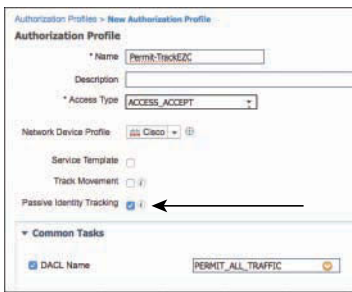 Authorization Profiles > New Authorization Profile
Authorization Profile
* Name Permit-TrackEZC
Description
* Access Type ACCESS_ACCEPT
Network Device Profile Cisco
Service Template
Track Movement
Passive Identity Tracking
Common Tasks
DACL Name PERMIT_ALL_TRAFFIC